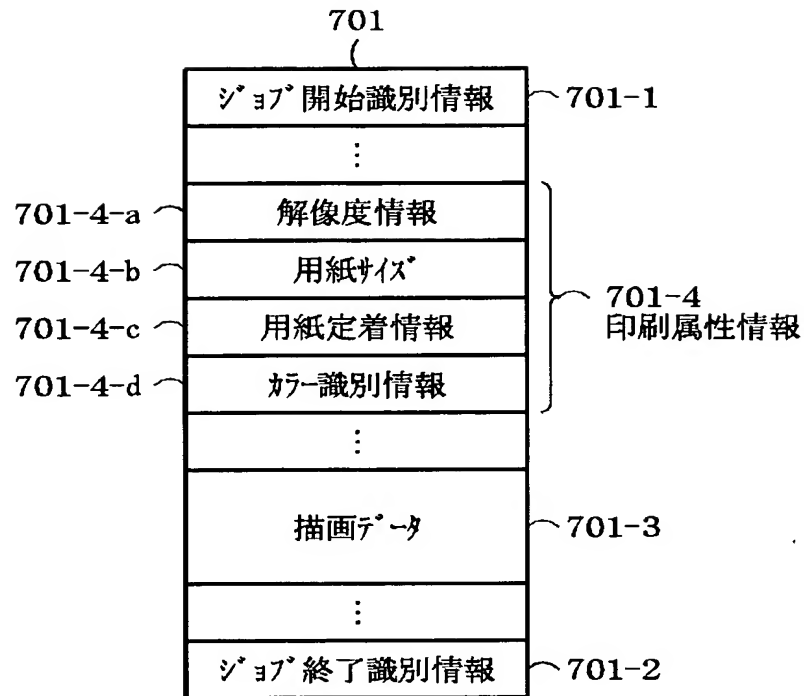 701
ｼﾞｮﾌﾞ開始識別情報 701-1
⋮
701-4-a 解像度情報
701-4-b 用紙ｻｲｽﾞ
701-4-c 用紙定着情報
701-4-d ｶﾗｰ識別情報
701-4
印刷属性情報
⋮
描画ﾃﾞｰﾀ 701-3
⋮
ｼﾞｮﾌﾞ終了識別情報 701-2